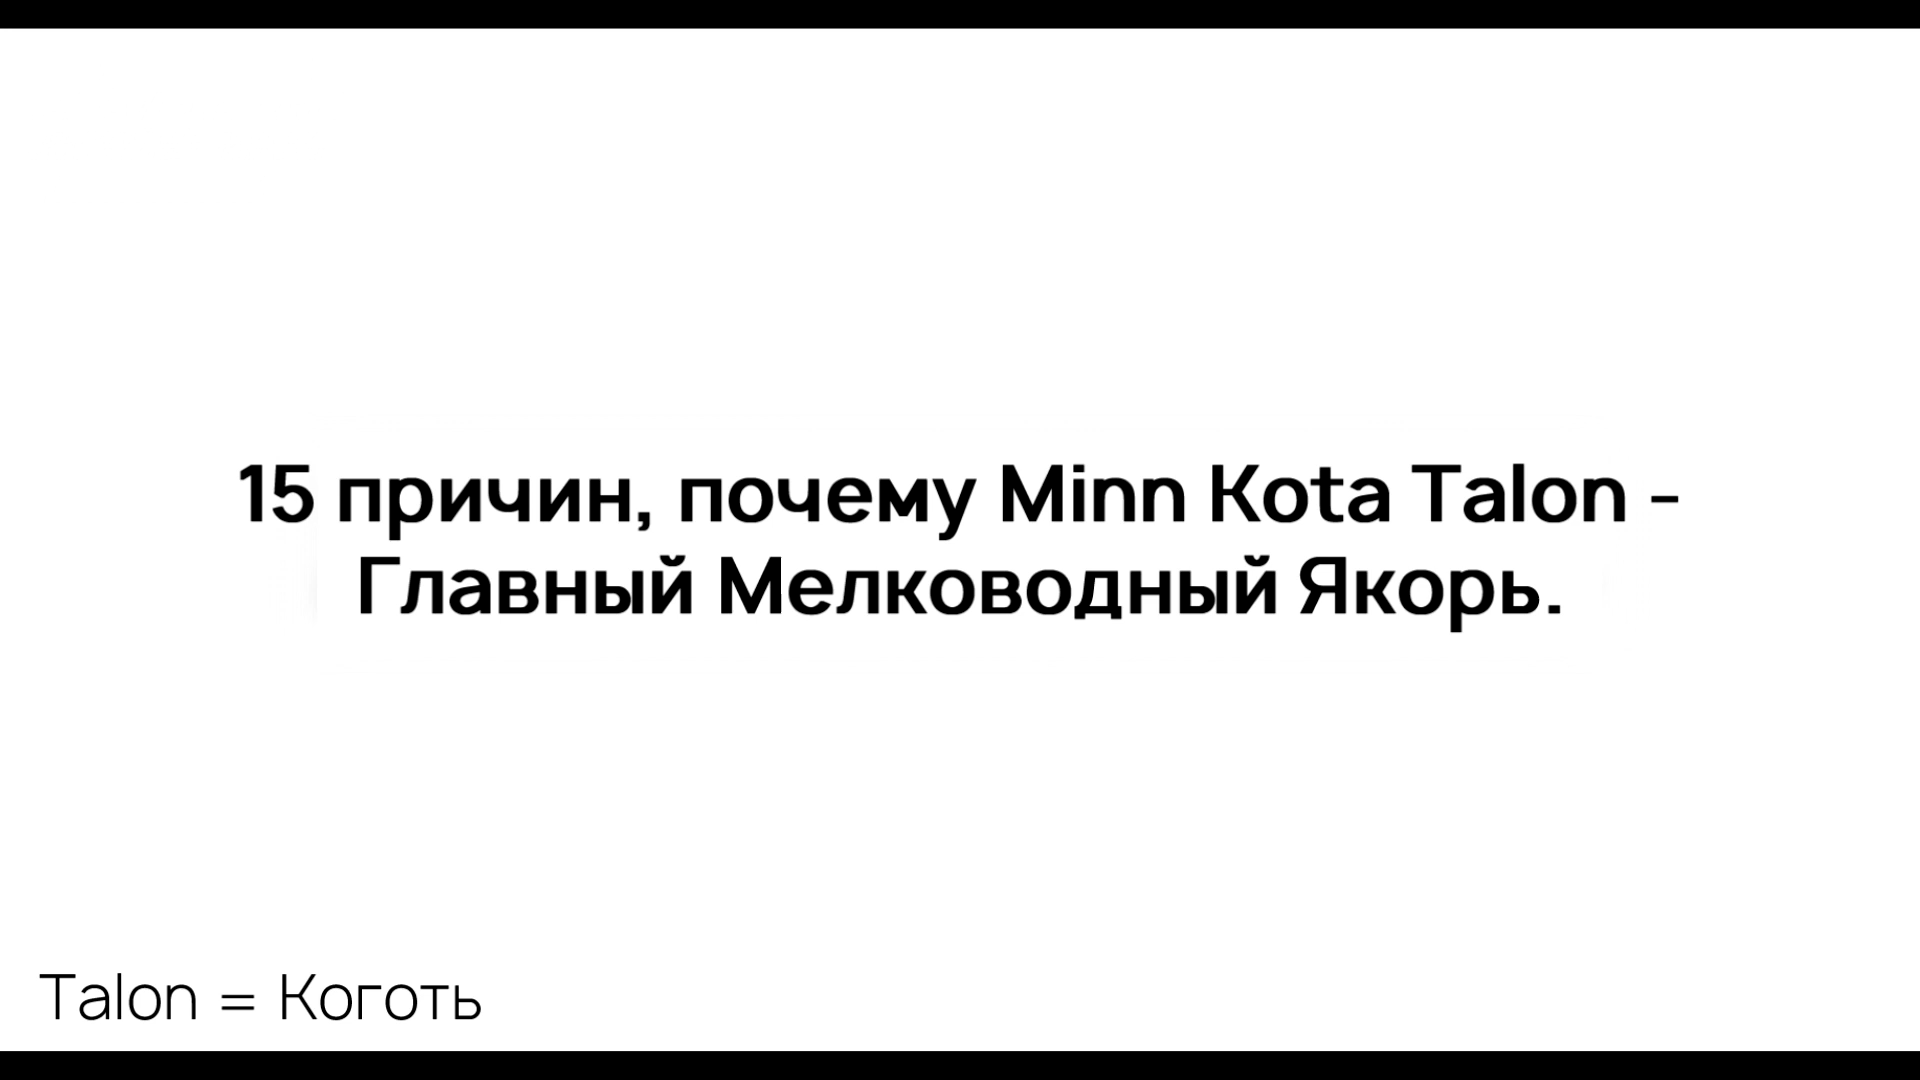 15 причин, почему Minn Kota Talon -
Главный Мелководный Якорь.
Talon = Коготь